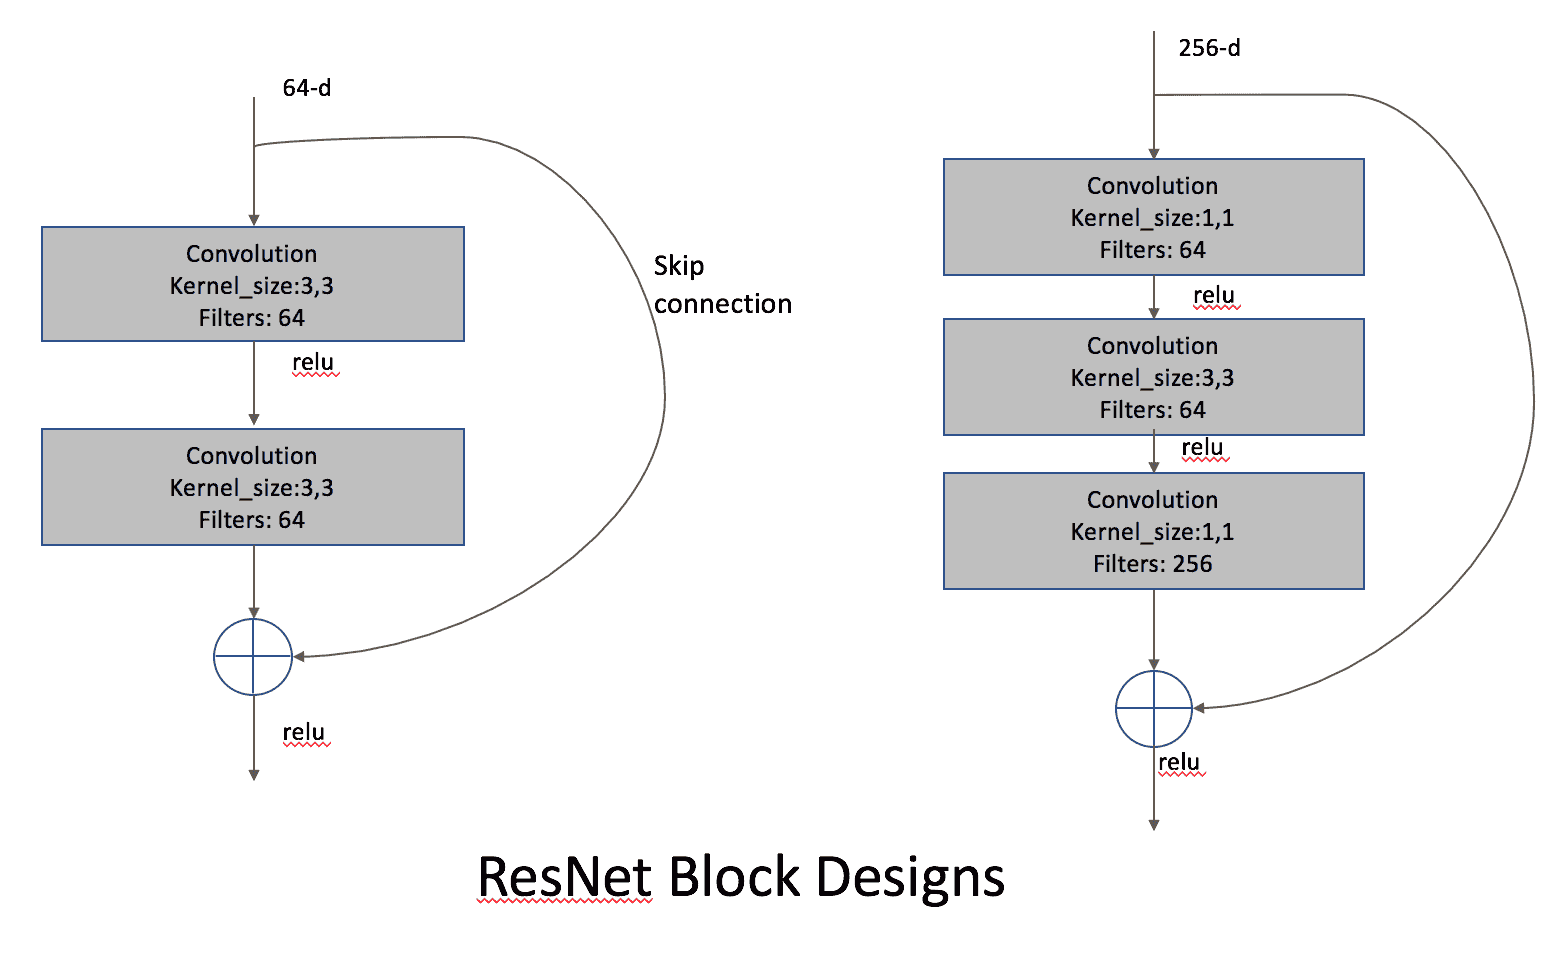 64-d
Convolution
Kernel_size:3,3
Filters: 64
relu
Convolution
Kernel_size:3,3
Filters: 64
relu
Skip
connection
256-d
Convolution
Kernel_size:1,1
Filters: 64
relu
Convolution
Kernel_size:3,3
Filters: 64
relu
Convolution
Kernel_size:1,1
Filters: 256
relu
ResNet Block Designs